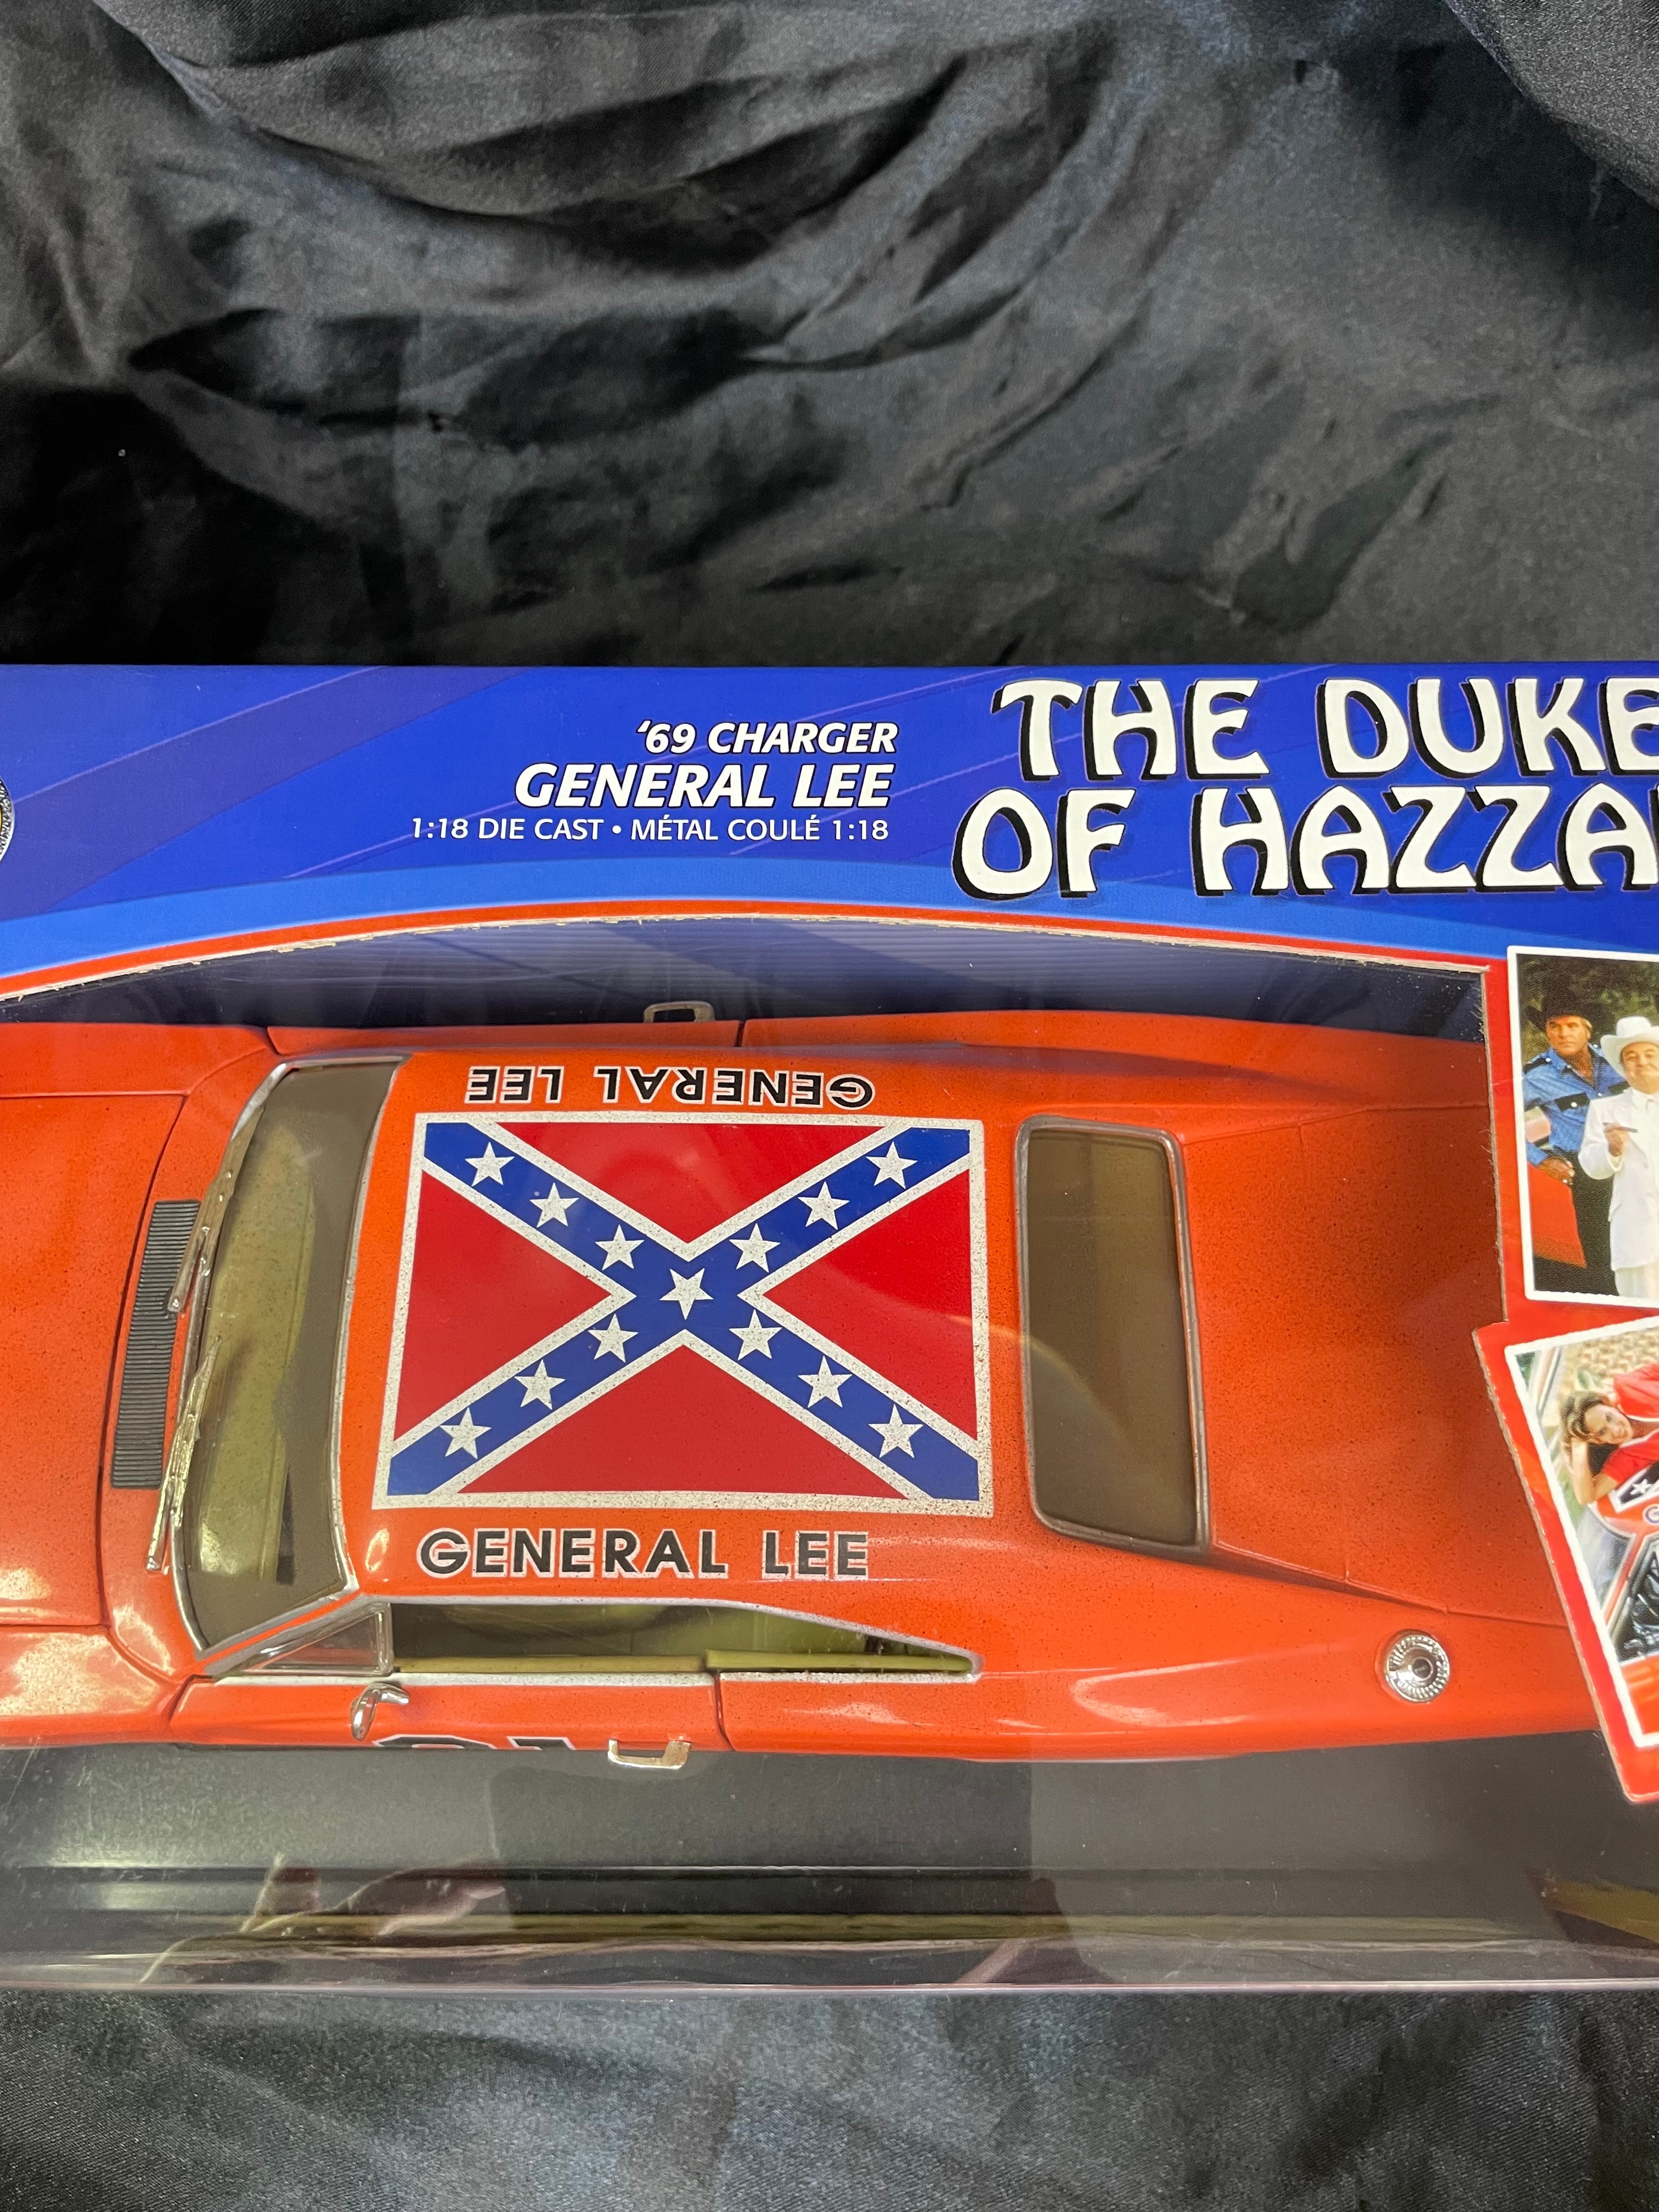 '69 CHARGER
GENERAL LEE
1:18 DIE CAST • MÉTAL COULÉ 1:18
THE DUKE
OF HAZZA
GENERAL LEE
GENERAL LEE